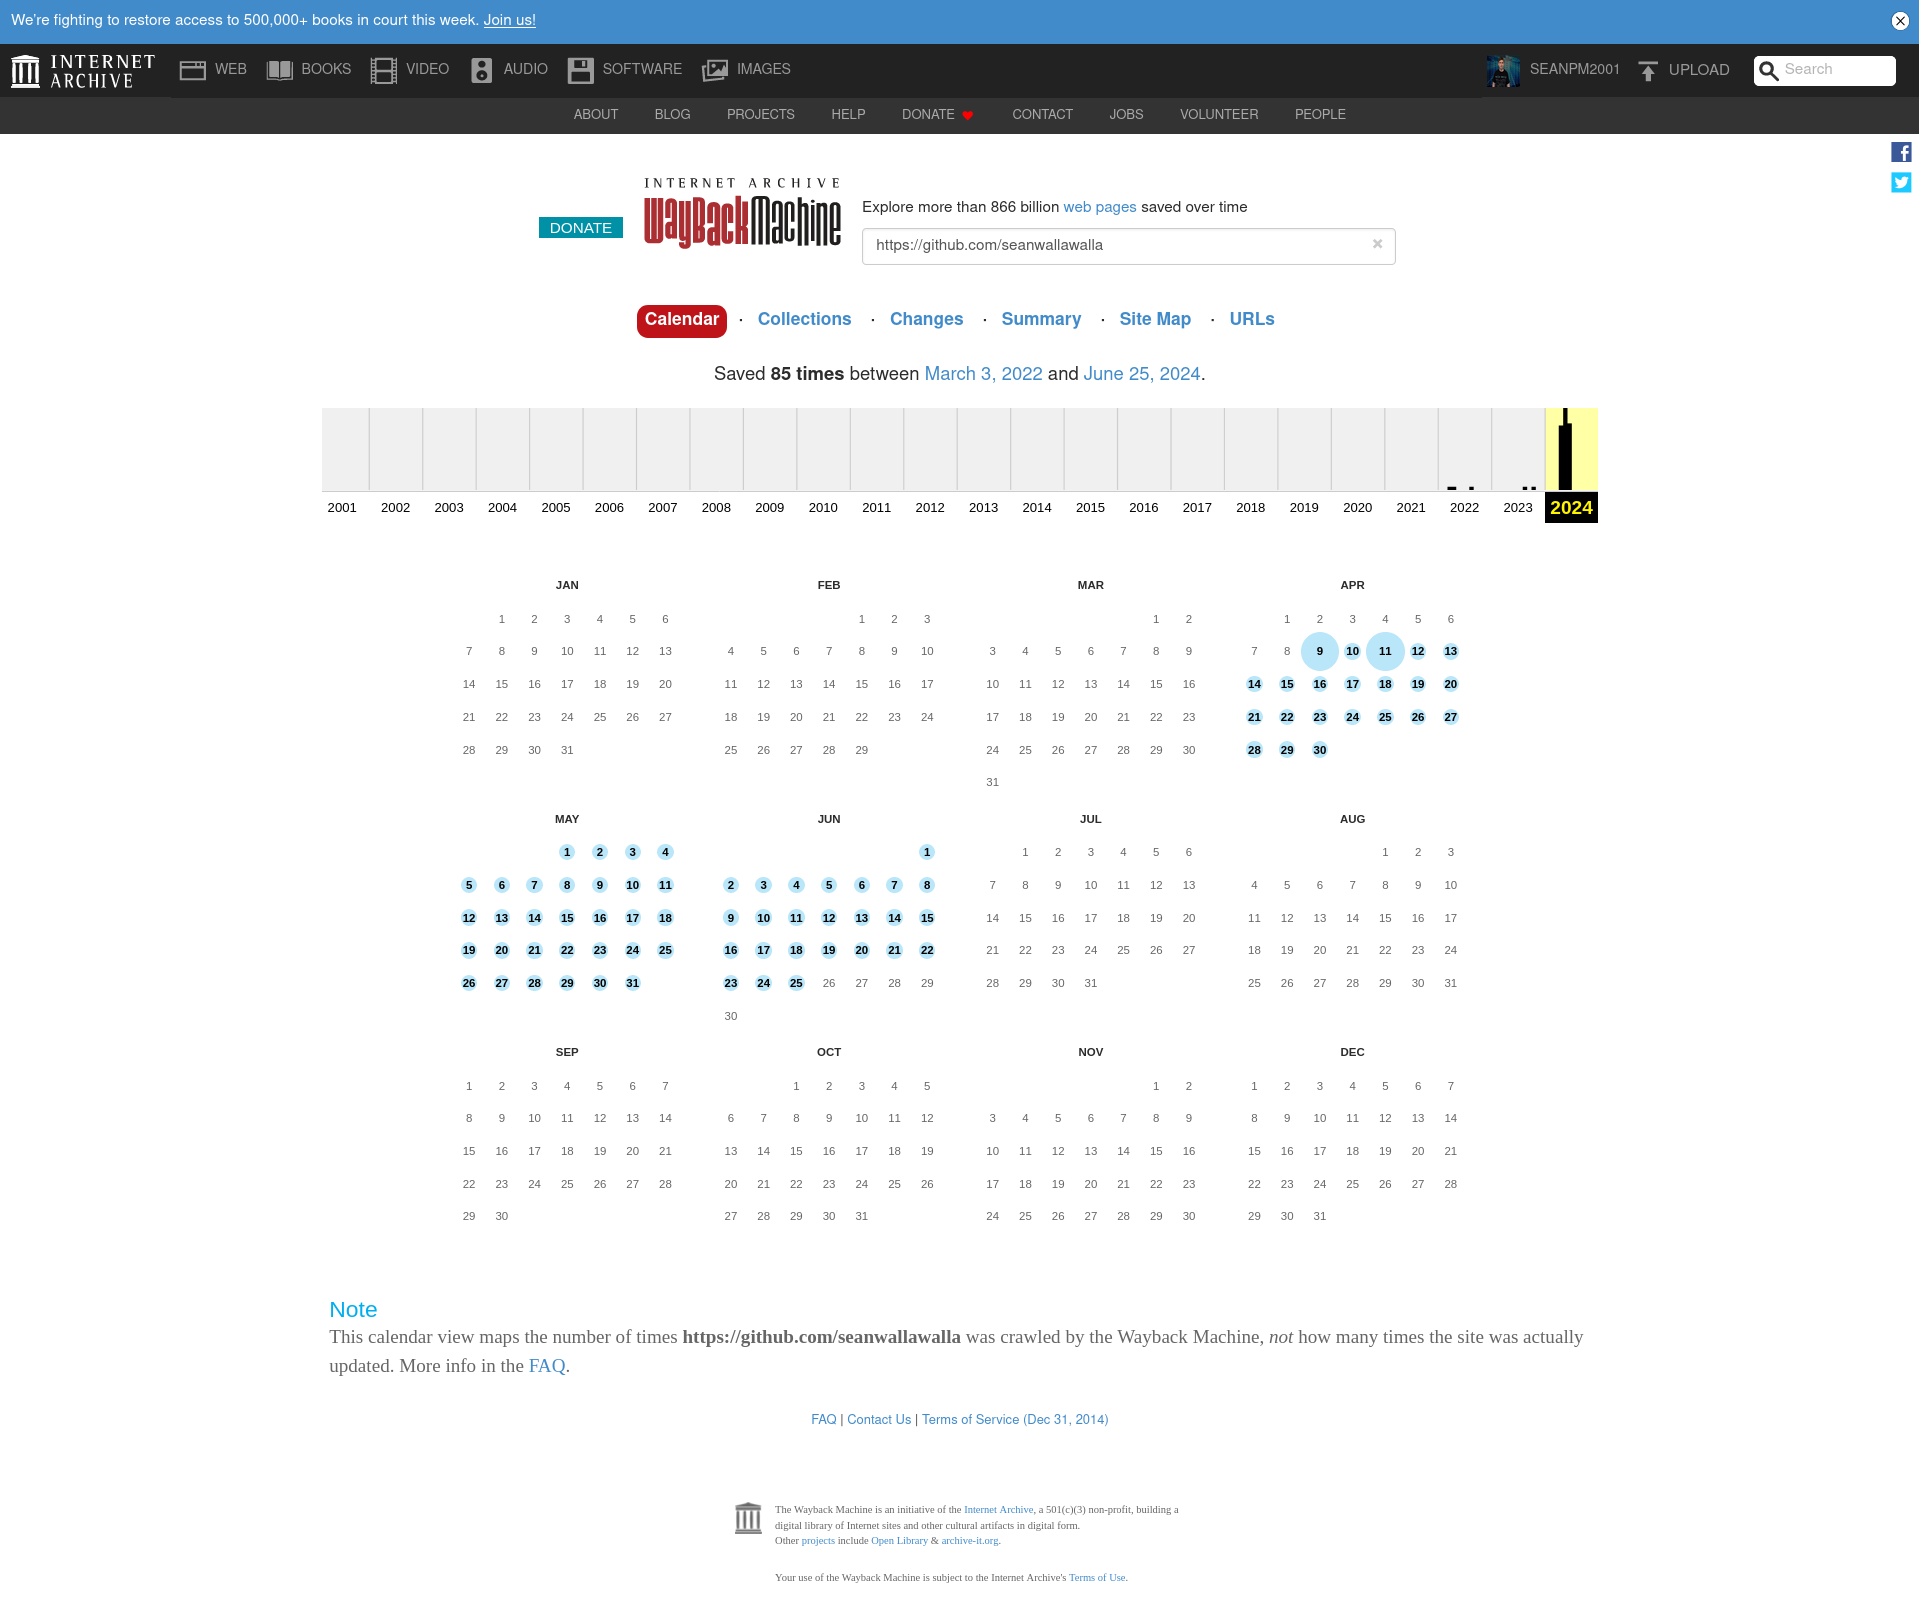 We're fighting to restore access to 500,000+ books in court this week. Join us!
INTERNET ARCHIVE WEB BOOKS VIDEO AUDIO SOFTWARE IMAGES SEANPM2001 UPLOAD Search
ABOUT BLOG PROJECTS HELP DONATE CONTACT JOBS VOLUNTEER PEOPLE
INTERNET ARCHIVE
WayBackMachine
DONATE
Explore more than 866 billion web pages saved over time
https://github.com/seanwallawalla ×
Calendar · Collections · Changes · Summary · Site Map · URLs
Saved 85 times between March 3, 2022 and June 25, 2024.
2001 2002 2003 2004 2005 2006 2007 2008 2009 2010 2011 2012 2013 2014 2015 2016 2017 2018 2019 2020 2021 2022 2023 2024
JAN
1 2 3 4 5 6
7 8 9 10 11 12 13
14 15 16 17 18 19 20
21 22 23 24 25 26 27
28 29 30 31
FEB
1 2 3
4 5 6 7 8 9 10
11 12 13 14 15 16 17
18 19 20 21 22 23 24
25 26 27 28 29
MAR
1 2
3 4 5 6 7 8 9
10 11 12 13 14 15 16
17 18 19 20 21 22 23
24 25 26 27 28 29 30
31
APR
1 2 3 4 5 6
7 8 9 10 11 12 13
14 15 16 17 18 19 20
21 22 23 24 25 26 27
28 29 30
MAY
1 2 3 4
5 6 7 8 9 10 11
12 13 14 15 16 17 18
19 20 21 22 23 24 25
26 27 28 29 30 31
JUN
1
2 3 4 5 6 7 8
9 10 11 12 13 14 15
16 17 18 19 20 21 22
23 24 25 26 27 28 29
30
JUL
1 2 3 4 5 6
7 8 9 10 11 12 13
14 15 16 17 18 19 20
21 22 23 24 25 26 27
28 29 30 31
AUG
1 2 3
4 5 6 7 8 9 10
11 12 13 14 15 16 17
18 19 20 21 22 23 24
25 26 27 28 29 30 31
SEP
1 2 3 4 5 6 7
8 9 10 11 12 13 14
15 16 17 18 19 20 21
22 23 24 25 26 27 28
29 30
OCT
1 2 3 4 5
6 7 8 9 10 11 12
13 14 15 16 17 18 19
20 21 22 23 24 25 26
27 28 29 30 31
NOV
1 2
3 4 5 6 7 8 9
10 11 12 13 14 15 16
17 18 19 20 21 22 23
24 25 26 27 28 29 30
DEC
1 2 3 4 5 6 7
8 9 10 11 12 13 14
15 16 17 18 19 20 21
22 23 24 25 26 27 28
29 30 31
Note
This calendar view maps the number of times https://github.com/seanwallawalla was crawled by the Wayback Machine, not how many times the site was actually
updated. More info in the FAQ.
FAQ | Contact Us | Terms of Service (Dec 31, 2014)
The Wayback Machine is an initiative of the Internet Archive, a 501(c)(3) non-profit, building a
digital library of Internet sites and other cultural artifacts in digital form.
Other projects include Open Library & archive-it.org.
Your use of the Wayback Machine is subject to the Internet Archive's Terms of Use.